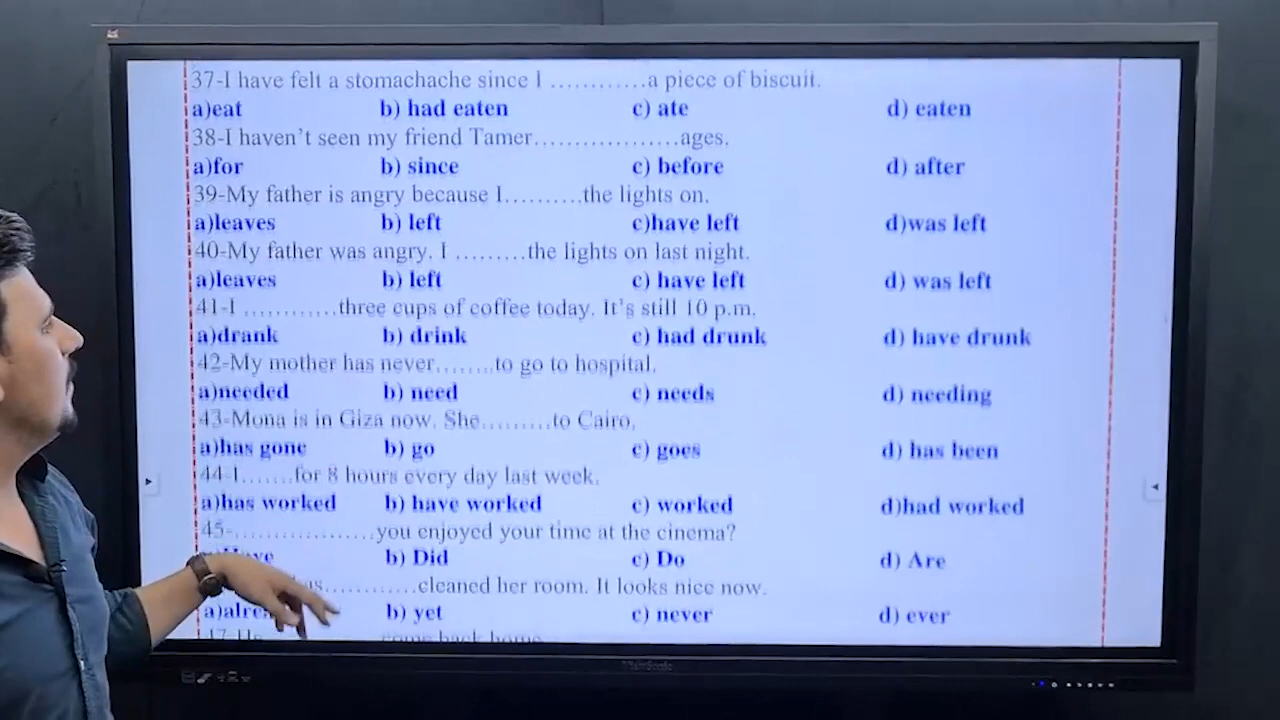 37-I have felt a stomachache since I …………a piece of biscuit.
a)eat b) had eaten c) ate d) eaten
38-I haven't seen my friend Tamer………………ages.
a)for b) since c) before d) after
39-My father is angry because I……….the lights on.
a)leaves b) left c)have left d)was left
40-My father was angry. I ………the lights on last night.
a)leaves b) left c) have left d) was left
41-I …………three cups of coffee today. It's still 10 p.m.
a)drank b) drink c) had drunk d) have drunk
42-My mother has never……..to go to hospital.
a)needed b) need c) needs d) needing
43-Mona is in Giza now. She………to Cairo.
a)has gone b) go c) goes d) has been
44-I…….for 8 hours every day last week.
a)has worked b) have worked c) worked d)had worked
45-………………you enjoyed your time at the cinema?
b) Did c) Do d) Are
…………cleaned her room. It looks nice now.
b) yet c) never d) ever
come back home